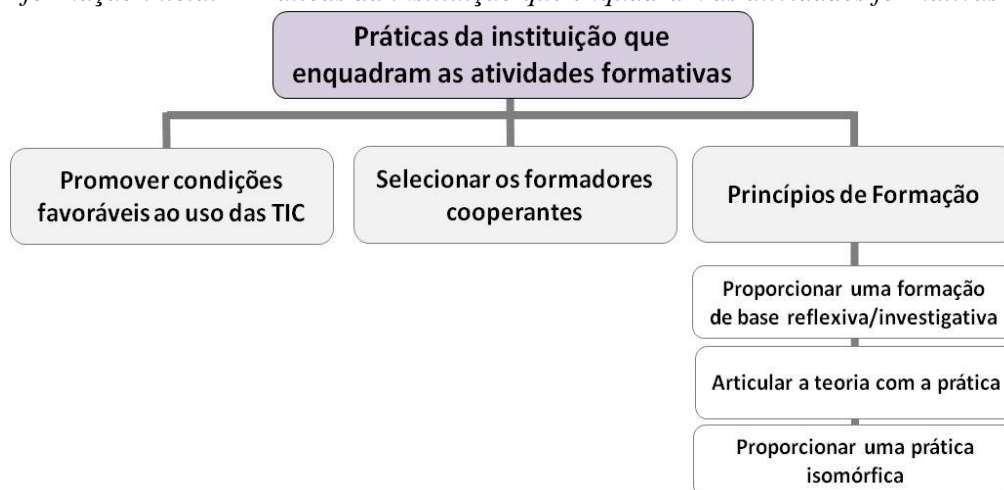 Práticas da instituição que
enquadram as atividades formativas
Promover condições
favoráveis ao uso das TIC
Selecionar os formadores
cooperantes
Princípios de Formação
Proporcionar uma formação
de base reflexiva/investigativa
Articular a teoria com a prática
Proporcionar uma prática
isomórfica